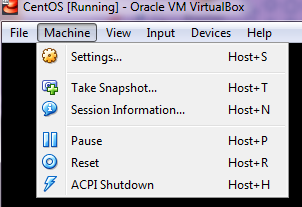 CentOS [Running] - Oracle VM VirtualBox
File Machine View Input Devices Help
Settings... Host+S
Take Snapshot... Host+T
Session Information... Host+N
Pause Host+P
Reset Host+R
ACPI Shutdown Host+H